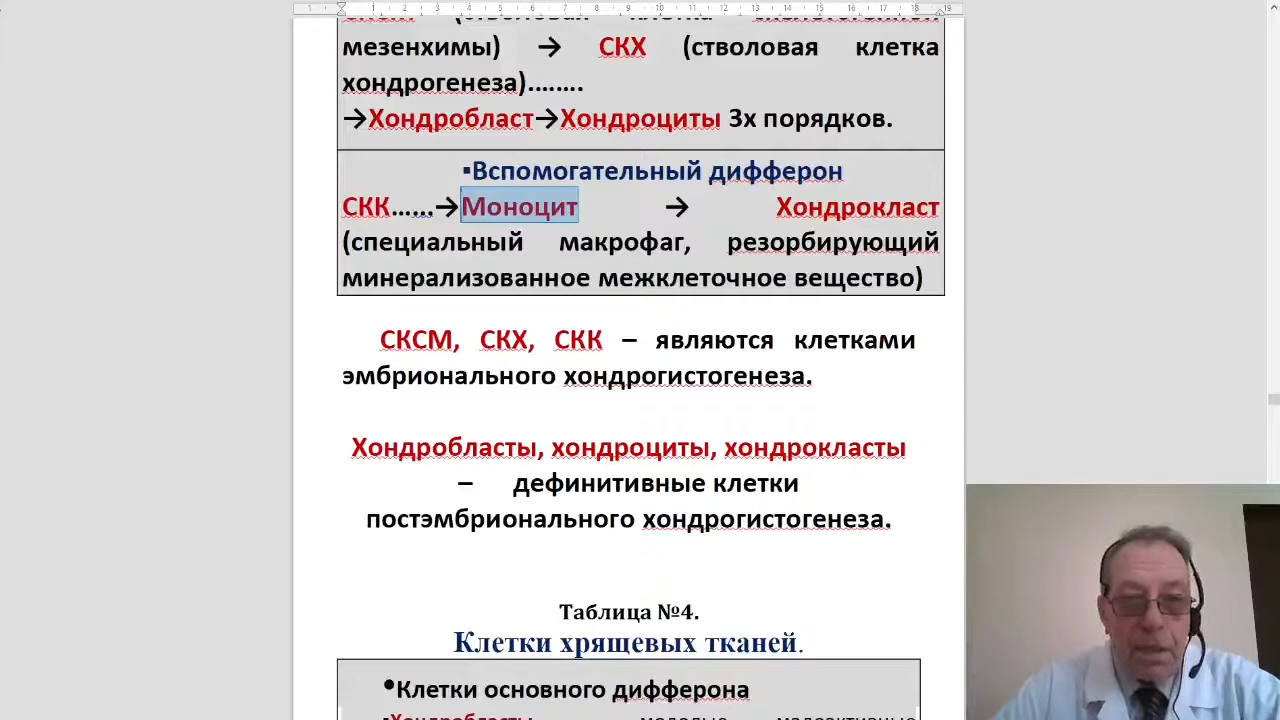 мезенхимы) → СКХ (стволовая клетка
хондрогенеза)........
→Хондробласт→Хондроциты 3х порядков.
▪Вспомогательный дифферон
СКК......→Моноцит → Хондрокласт
(специальный макрофаг, резорбирующий
минерализованное межклеточное вещество)
СКСМ, СКХ, СКК – являются клетками
эмбрионального хондрогистогенеза.
Хондробласты, хондроциты, хондрокласты
– дефинитивные клетки
постэмбрионального хондрогистогенеза.
Таблица №4.
Клетки хрящевых тканей.
•Клетки основного дифферона